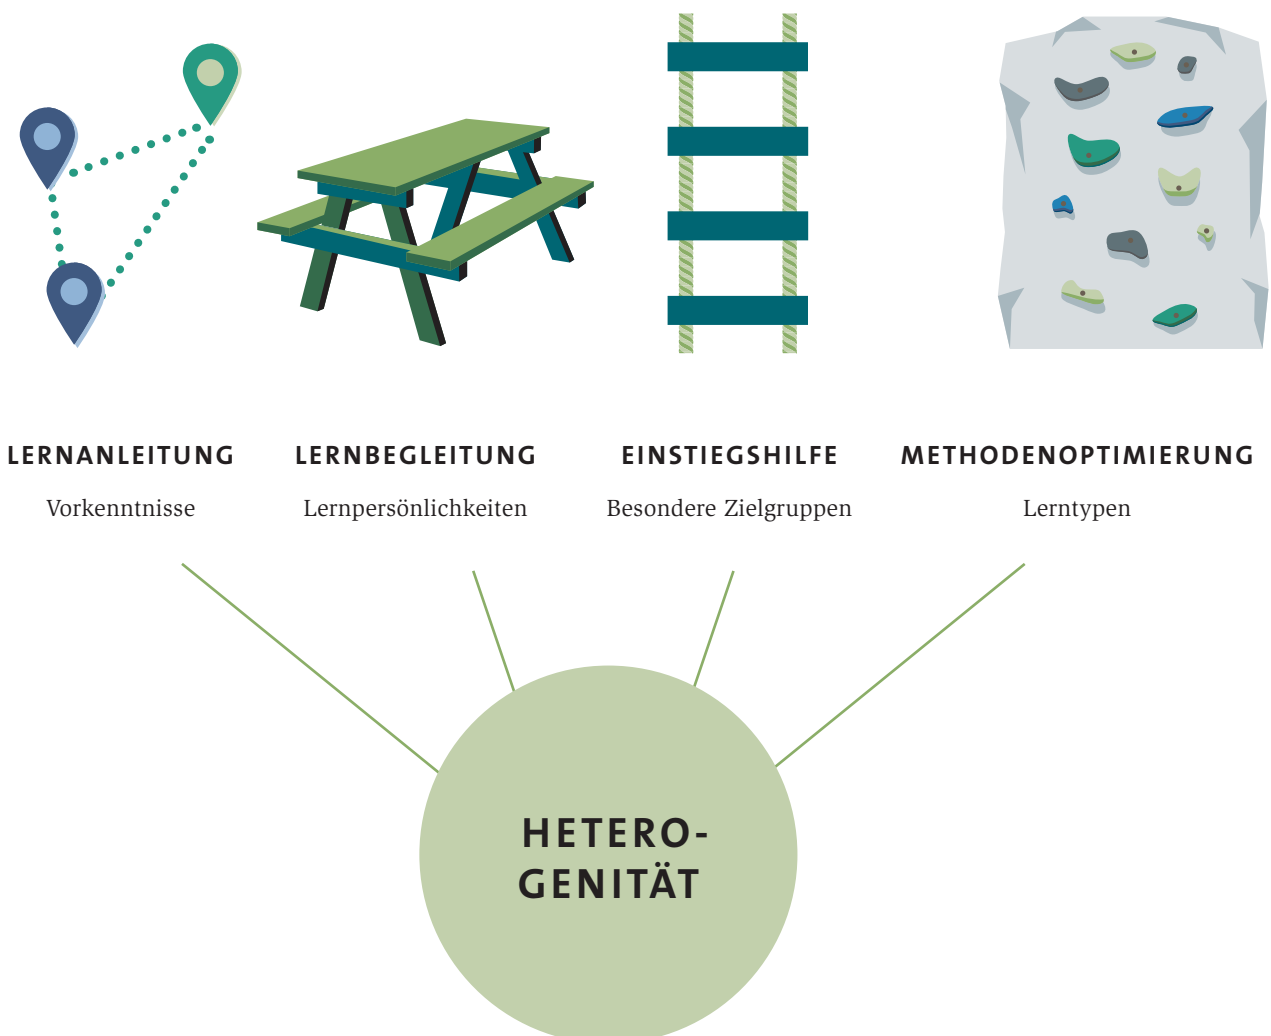 LERNANLEITUNG
Vorkenntnisse
LERNBEGLEITUNG
Lernpersönlichkeiten
EINSTIEGSHILFE
Besondere Zielgruppen
METHODENOPTIMIERUNG
Lerntypen
HETERO-
GENITÄT